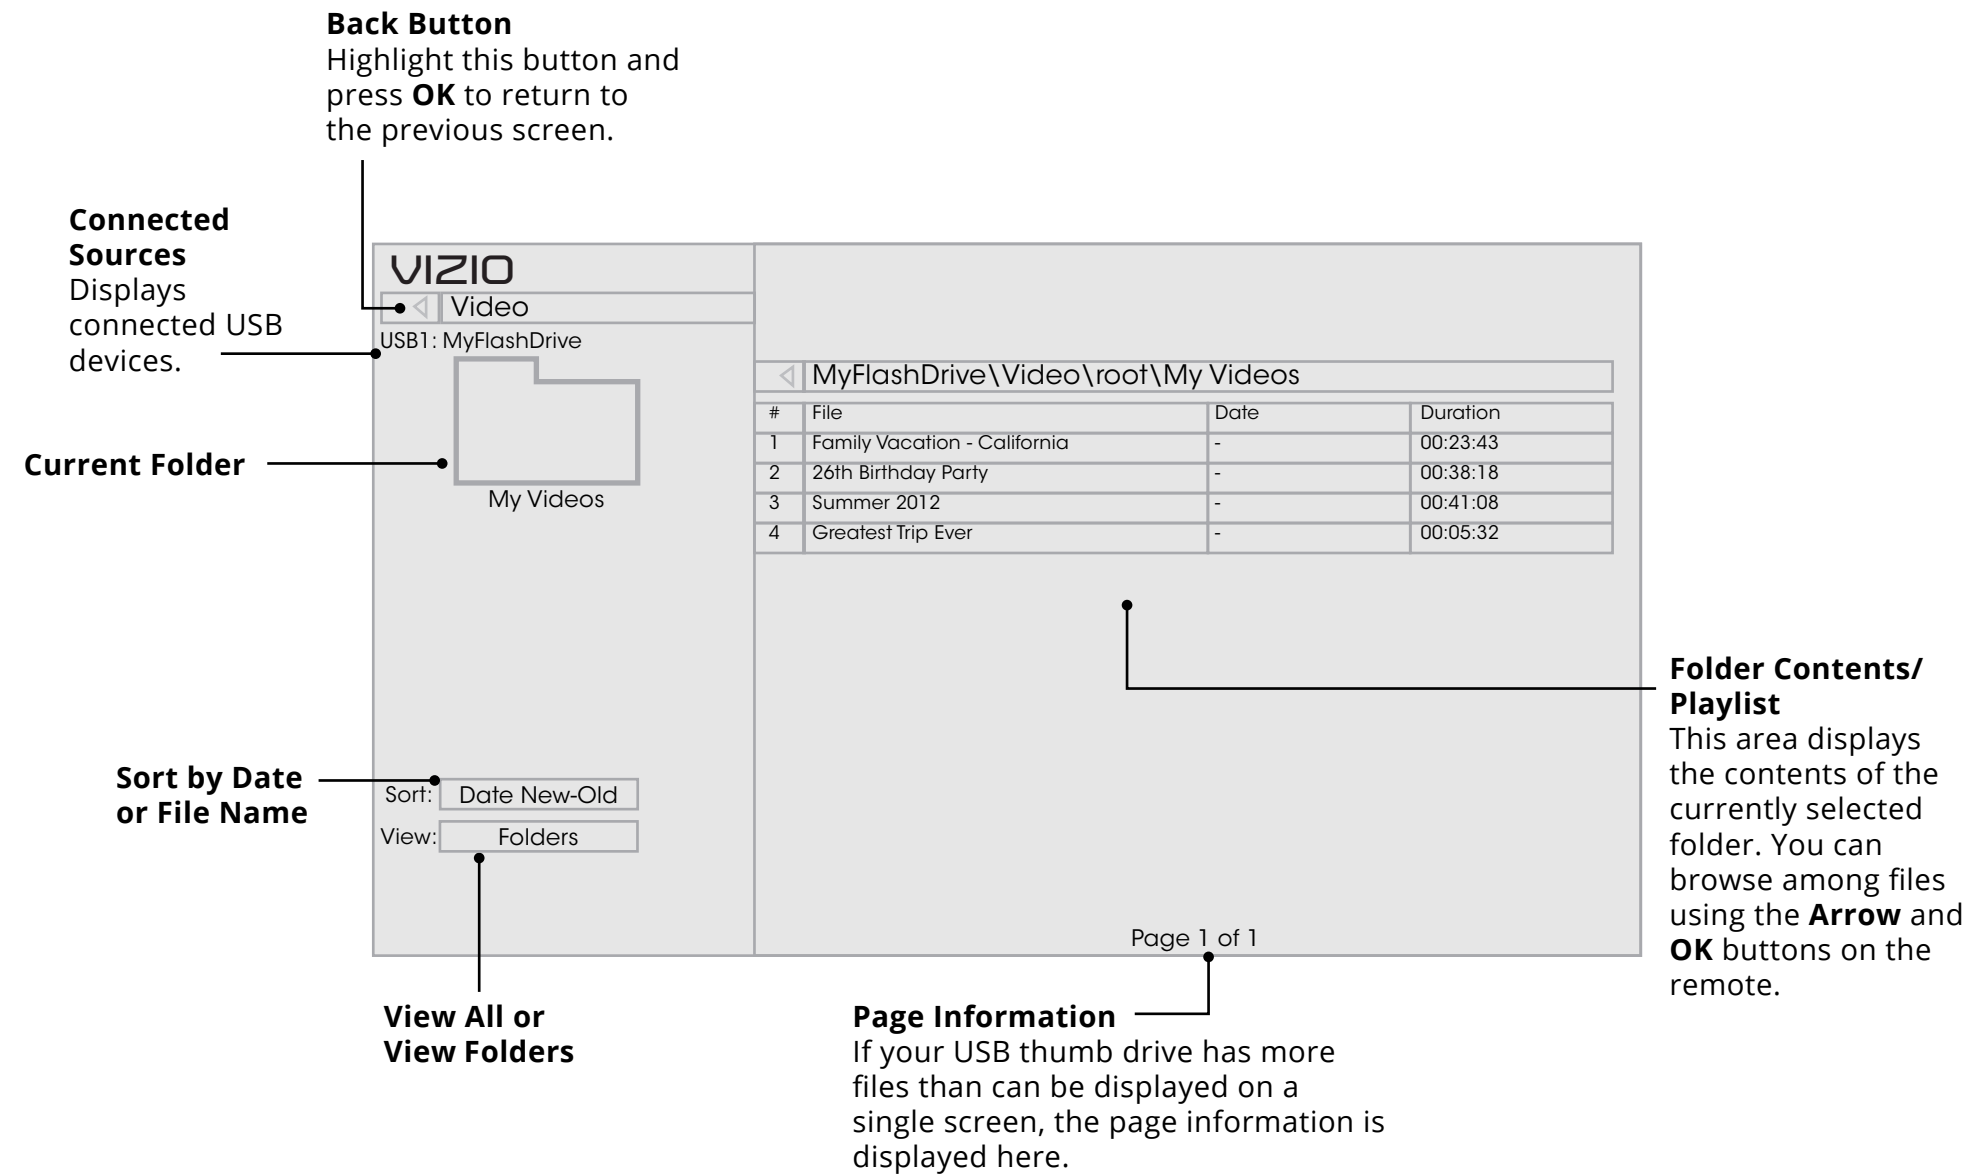 Back Button
Highlight this button and
press OK to return to
the previous screen.
Connected
Sources
Displays
connected USB
devices.
Current Folder
Sort by Date
or File Name
VIZIO
Video
USB1: MyFlashDrive
My Videos
Sort: Date New-Old
View: Folders
MyFlashDrive\Video\root\My Videos
# File Date Duration
1 Family Vacation - California - 00:23:43
2 26th Birthday Party - 00:38:18
3 Summer 2012 - 00:41:08
4 Greatest Trip Ever - 00:05:32
Page 1 of 1
Folder Contents/
Playlist
This area displays
the contents of the
currently selected
folder. You can
browse among files
using the Arrow and
OK buttons on the
remote.
View All or
View Folders
Page Information
If your USB thumb drive has more
files than can be displayed on a
single screen, the page information is
displayed here.